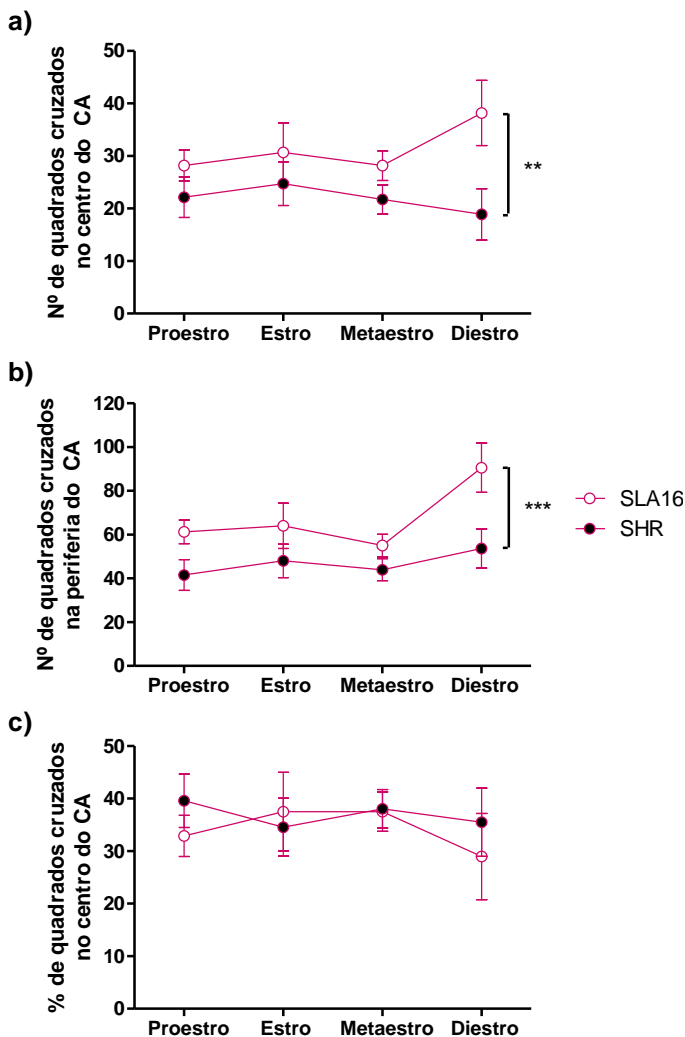 a)
Nº de quadrados cruzados
no centro do CA
50
40
30
20
10
0
Proestro Estro Metaestro Diestro
**
b)
Nº de quadrados cruzados
na periferia do CA
120
100
80
60
40
20
0
Proestro Estro Metaestro Diestro
***
SLA16
SHR
c)
% de quadrados cruzados
no centro do CA
50
40
30
20
10
0
Proestro Estro Metaestro Diestro